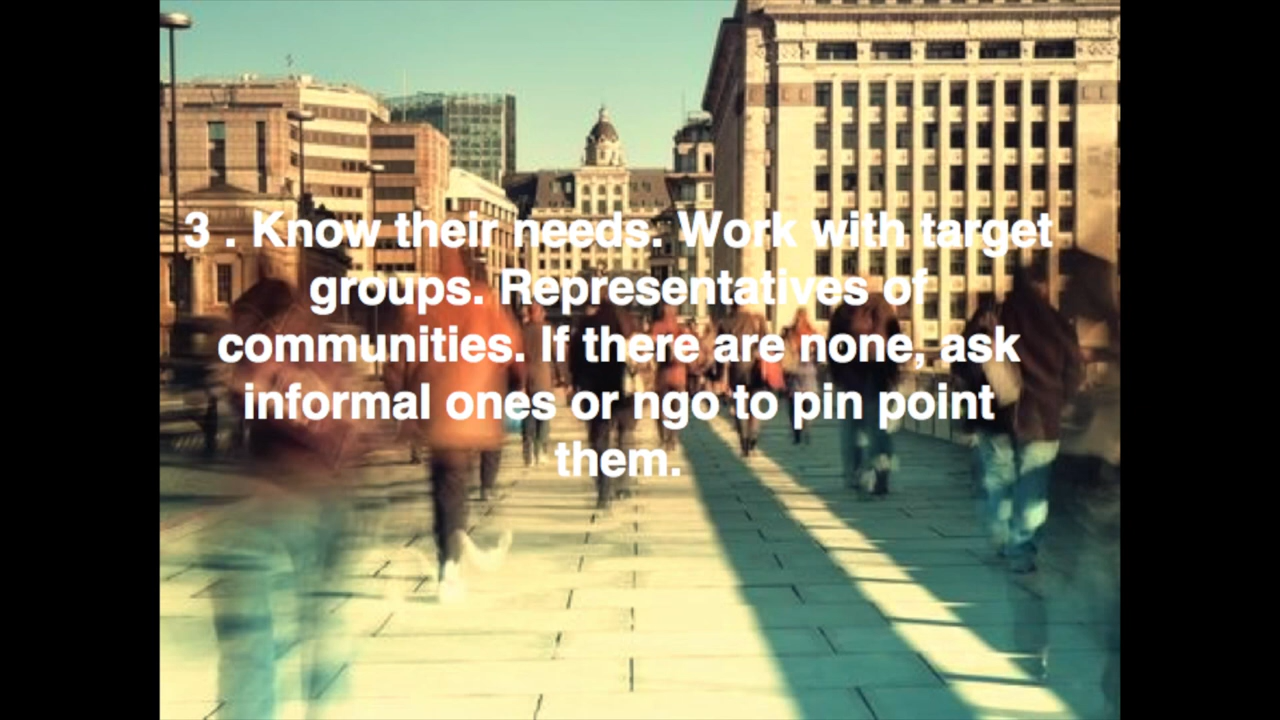 3 . Know their needs. Work with target
groups. Representatives of
communities. If there are none, ask
informal ones or ngo to pin point
them.